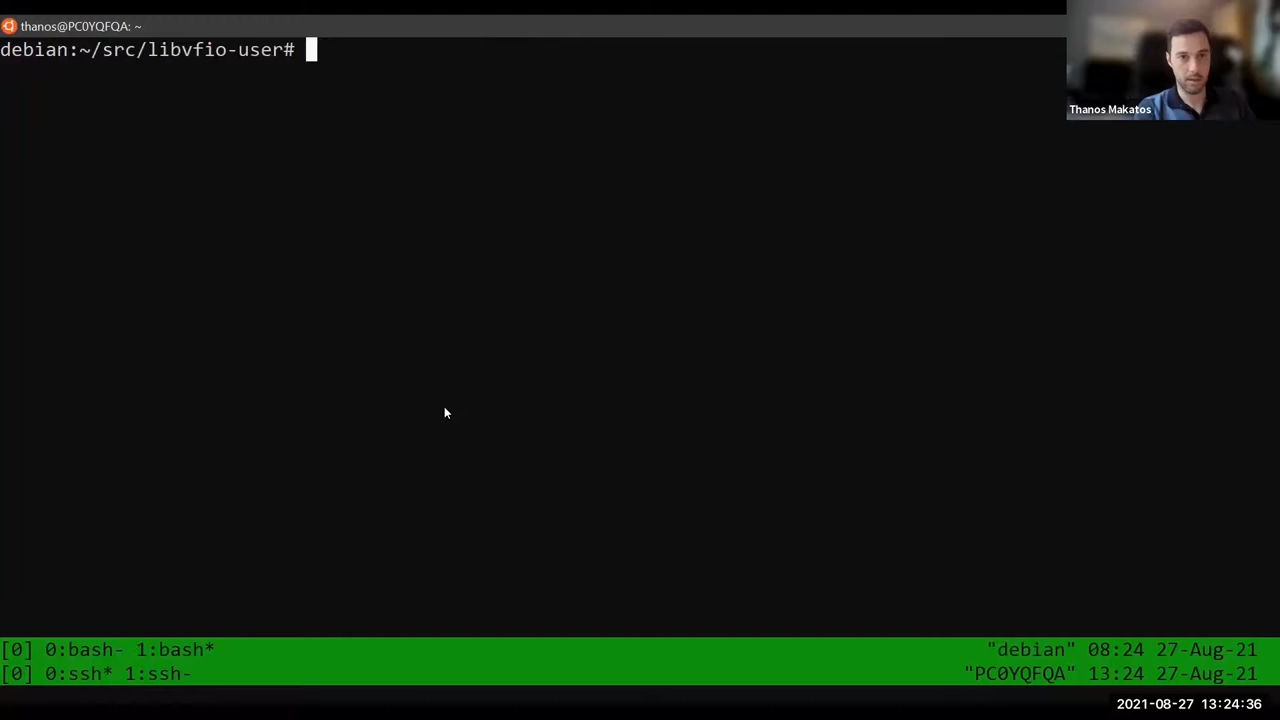 thanos@PC0YQFQA: ~
debian:~/src/libvfio-user#
Thanos Makatos
[0] 0:bash- 1:bash* "debian" 08:24 27-Aug-21
[0] 0:ssh* 1:ssh- "PC0YQFQA" 13:24 27-Aug-21
2021-08-27 13:24:36